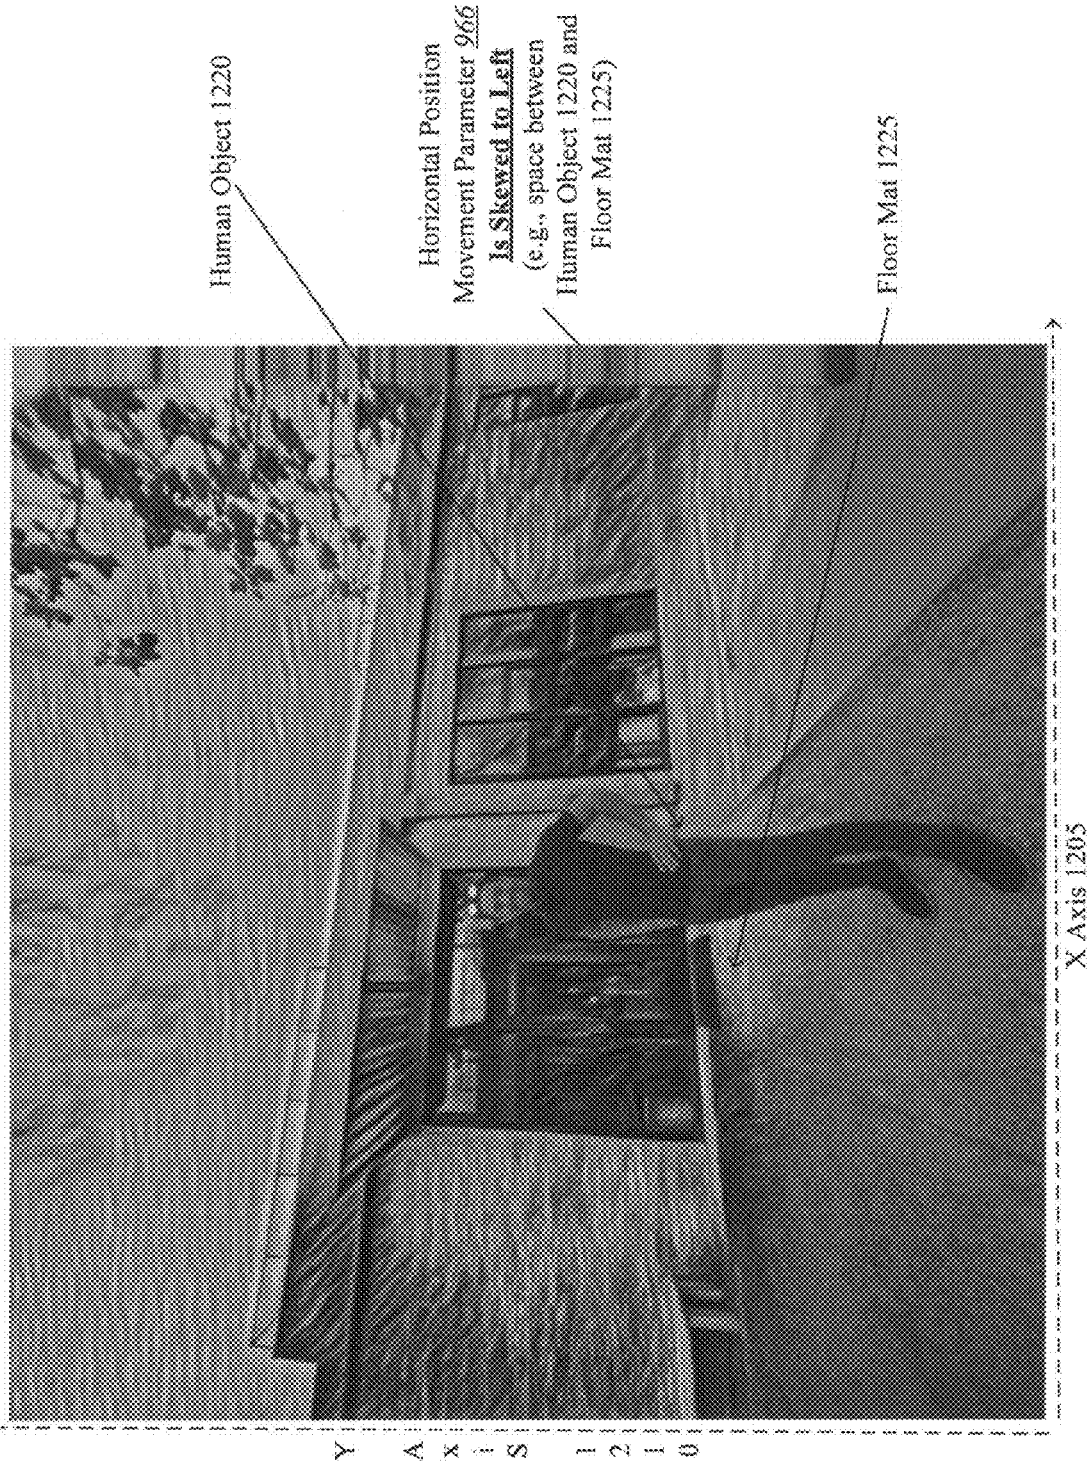 Human Object 1220
Horizontal Position
Movement Parameter 966
Is Skewed to Left
(e.g., space between
Human Object 1220 and
Floor Mat 1225)
Floor Mat 1225
Y Axis 1210
X Axis 1205